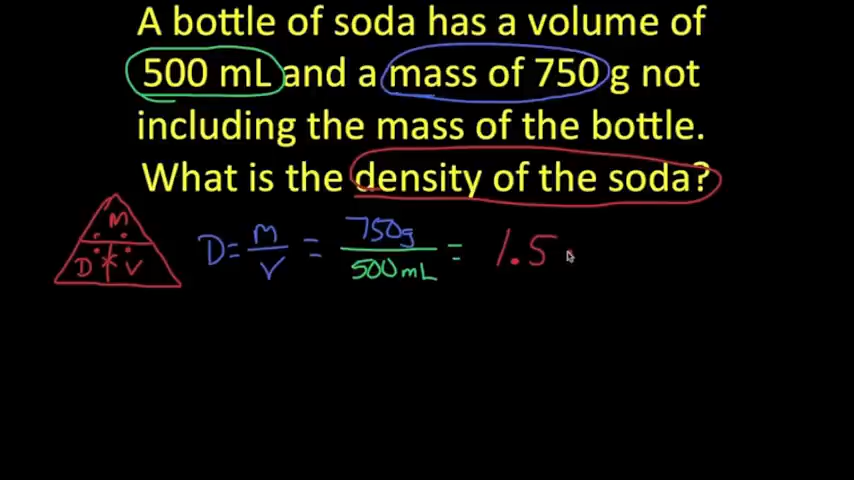 A bottle of soda has a volume of
500 mL and a mass of 750 g not
including the mass of the bottle.
What is the density of the soda?
M
D * V
D = M/V = 750g/500mL = 1.5